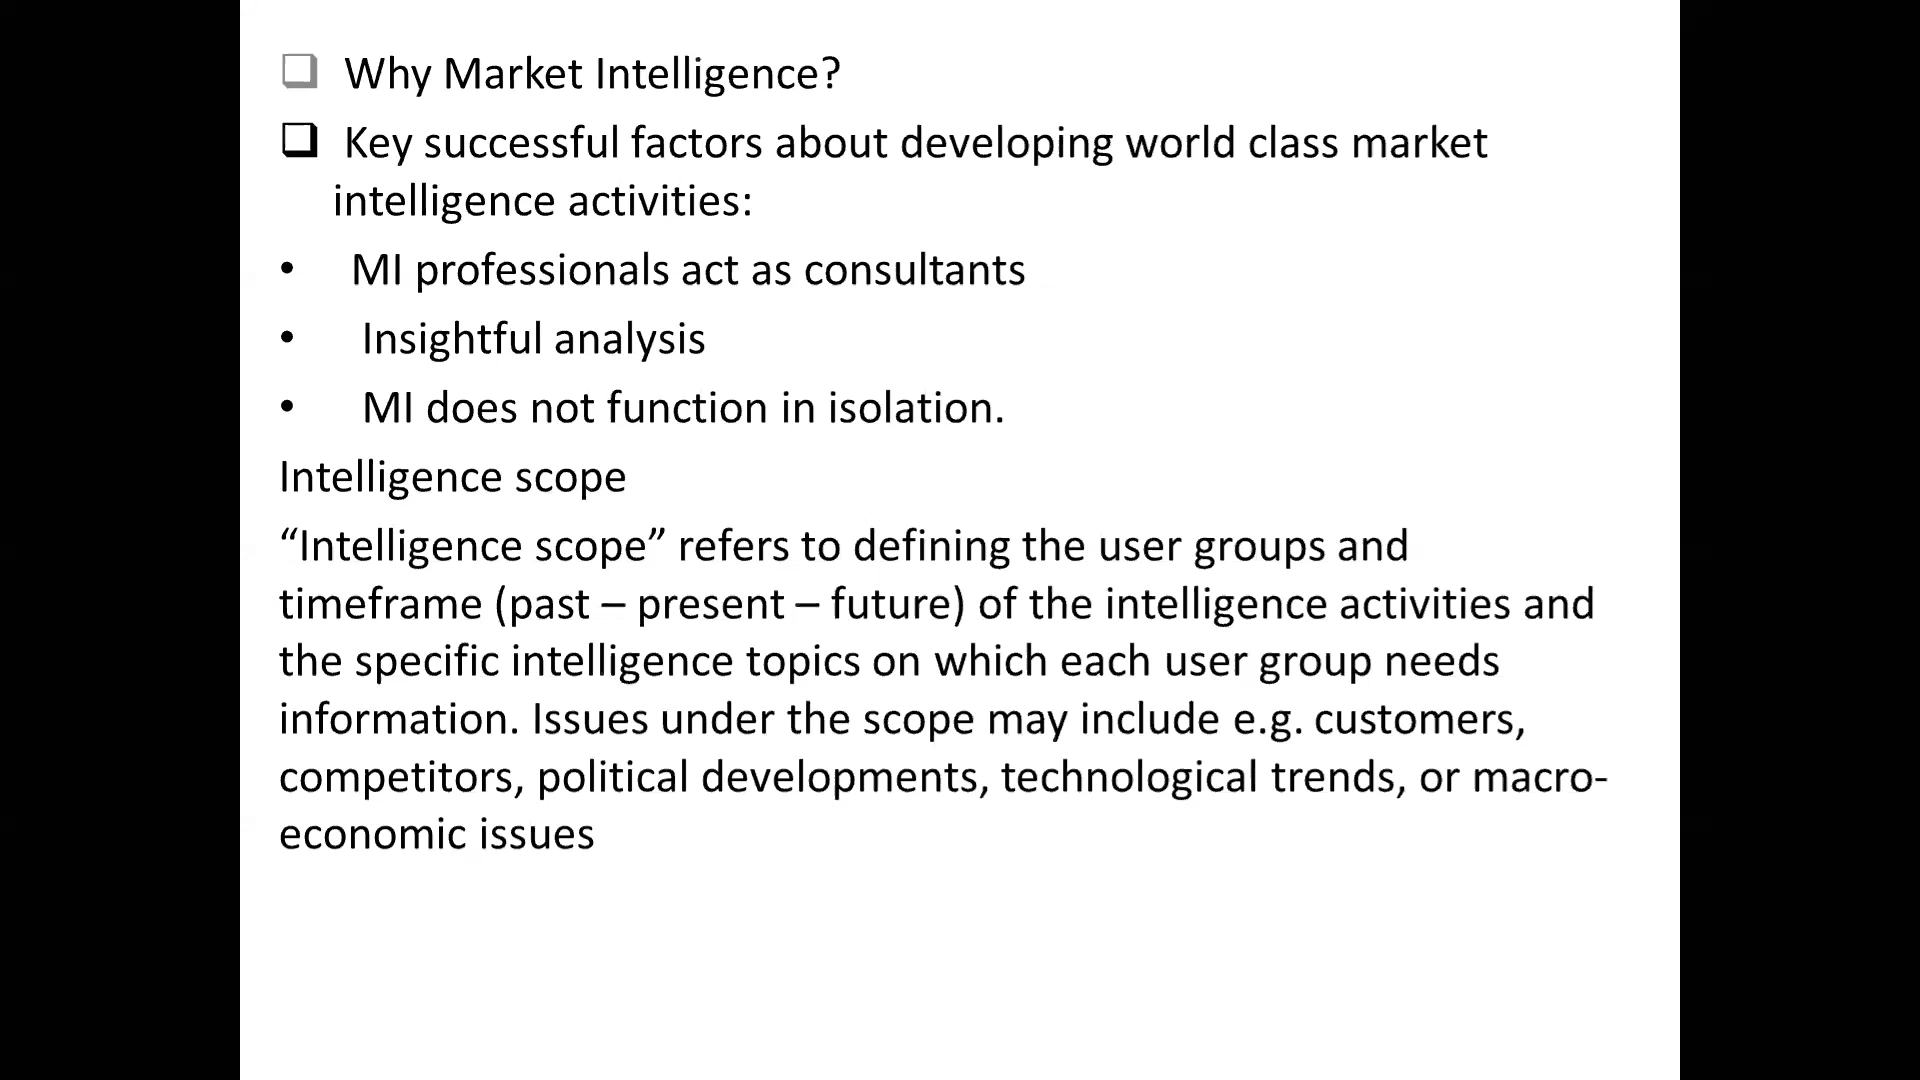 ❑ Why Market Intelligence?
❑ Key successful factors about developing world class market
intelligence activities:
• MI professionals act as consultants
• Insightful analysis
• MI does not function in isolation.
Intelligence scope
“Intelligence scope” refers to defining the user groups and
timeframe (past – present – future) of the intelligence activities and
the specific intelligence topics on which each user group needs
information. Issues under the scope may include e.g. customers,
competitors, political developments, technological trends, or macro-
economic issues